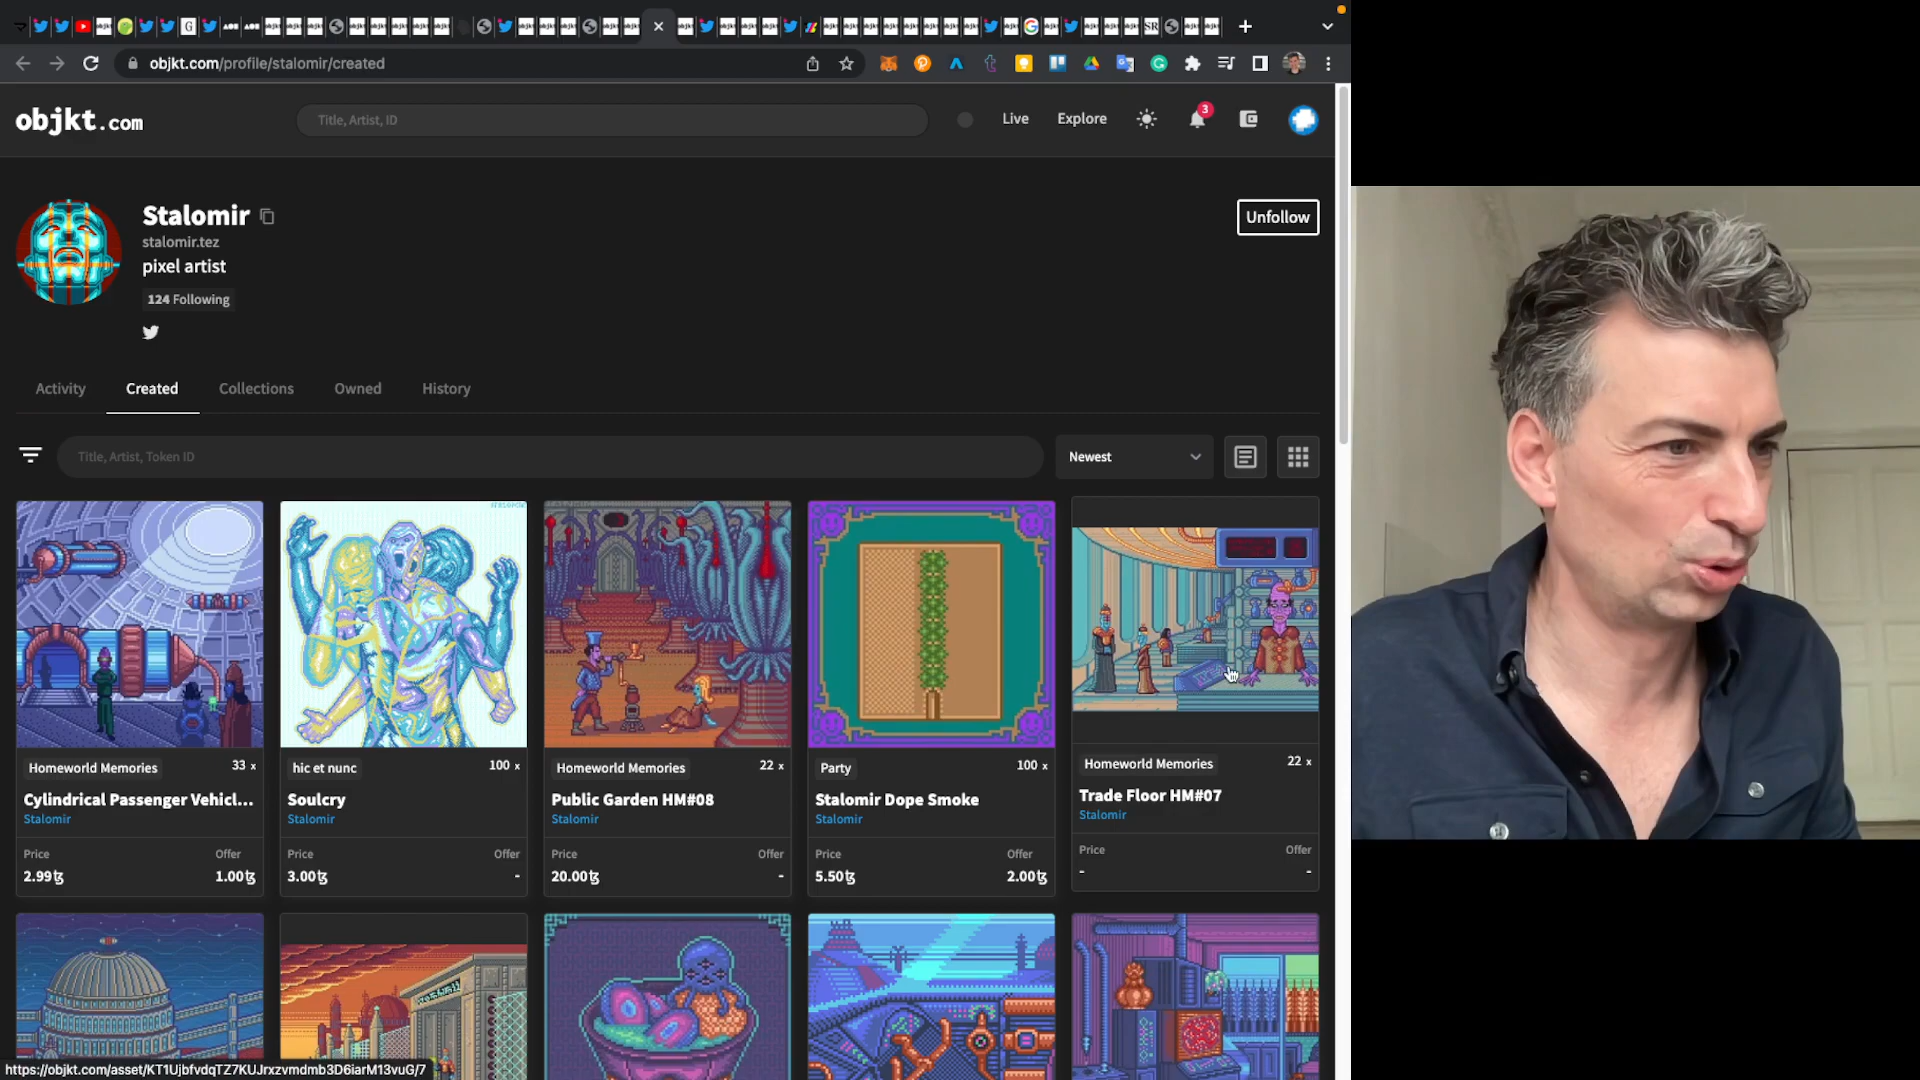 objkt.com/profile/stalomir/created
objkt.com
Title, Artist, ID
Live
Explore
3
Stalomir
stalomir.tez
pixel artist
124 Following
Unfollow
Activity
Created
Collections
Owned
History
Title, Artist, Token ID
Newest
Homeworld Memories
33 x
Cylindrical Passenger Vehicl...
Stalomir
Price
Offer
2.99ꜩ
1.00ꜩ
hic et nunc
100 x
Soulcry
Stalomir
Price
Offer
3.00ꜩ
-
Homeworld Memories
22 x
Public Garden HM#08
Stalomir
Price
Offer
20.00ꜩ
-
Party
100 x
Stalomir Dope Smoke
Stalomir
Price
Offer
5.50ꜩ
2.00ꜩ
Homeworld Memories
22 x
Trade Floor HM#07
Stalomir
Price
Offer
-
-
https://objkt.com/asset/KT1UjbfvdqTZ7KUJrxzvmdmb3D6iarM13vuG/7